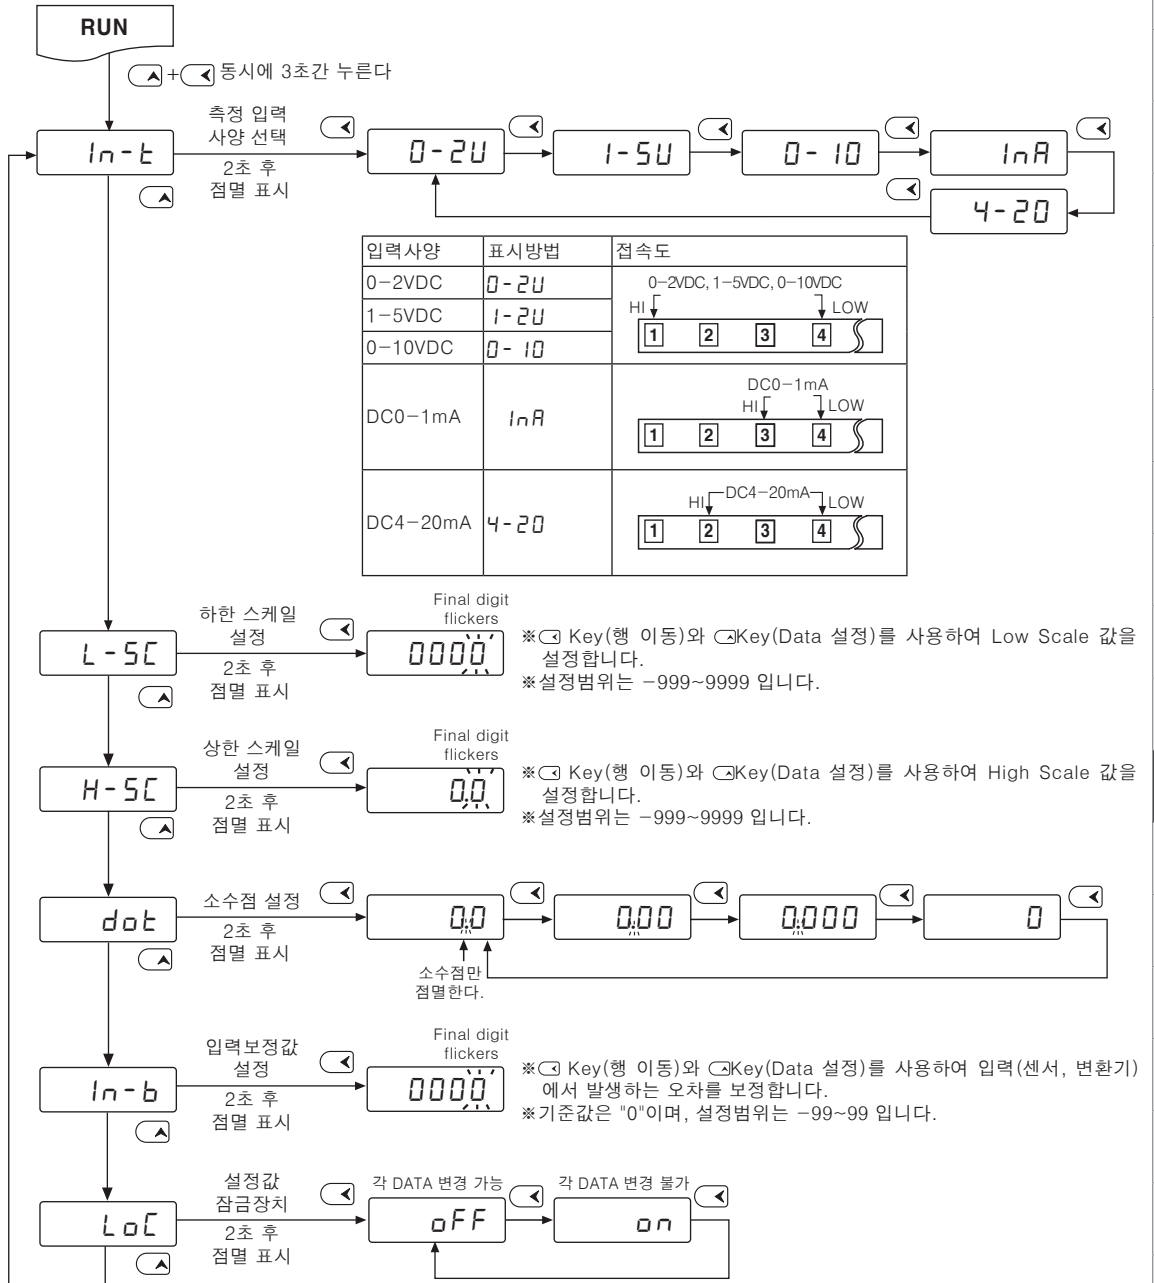 RUN
+ 동시에 3초간 누른다
측정 입력
사양 선택
In-t
2초 후
점멸 표시
0-2U
1-5U
0-10
InA
4-20
입력사양 표시방법 접속도
0-2VDC 0-2U
1-5VDC 1-2U
0-10VDC 0-10
0-2VDC, 1-5VDC, 0-10VDC
HI LOW
1 2 3 4
DC0-1mA InA
DC0-1mA
HI LOW
1 2 3 4
DC4-20mA 4-20
HI DC4-20mA LOW
1 2 3 4
하한 스케일
설정
L-SC
2초 후
점멸 표시
Final digit
flickers
0000
※ Key(행 이동)와 Key(Data 설정)를 사용하여 Low Scale 값을
설정합니다.
※설정범위는 -999~9999 입니다.
상한 스케일
설정
H-SC
2초 후
점멸 표시
Final digit
flickers
0.0
※ Key(행 이동)와 Key(Data 설정)를 사용하여 High Scale 값을
설정합니다.
※설정범위는 -999~9999 입니다.
소수점 설정
dot
2초 후
점멸 표시
0.0
0.00
0.000
0
소수점만
점멸한다.
입력보정값
설정
In-b
2초 후
점멸 표시
Final digit
flickers
0000
※ Key(행 이동)와 Key(Data 설정)를 사용하여 입력(센서, 변환기)
에서 발생하는 오차를 보정합니다.
※기준값은 "0"이며, 설정범위는 -99~99 입니다.
설정값
잠금장치
LoC
2초 후
점멸 표시
각 DATA 변경 가능
oFF
각 DATA 변경 불가
on